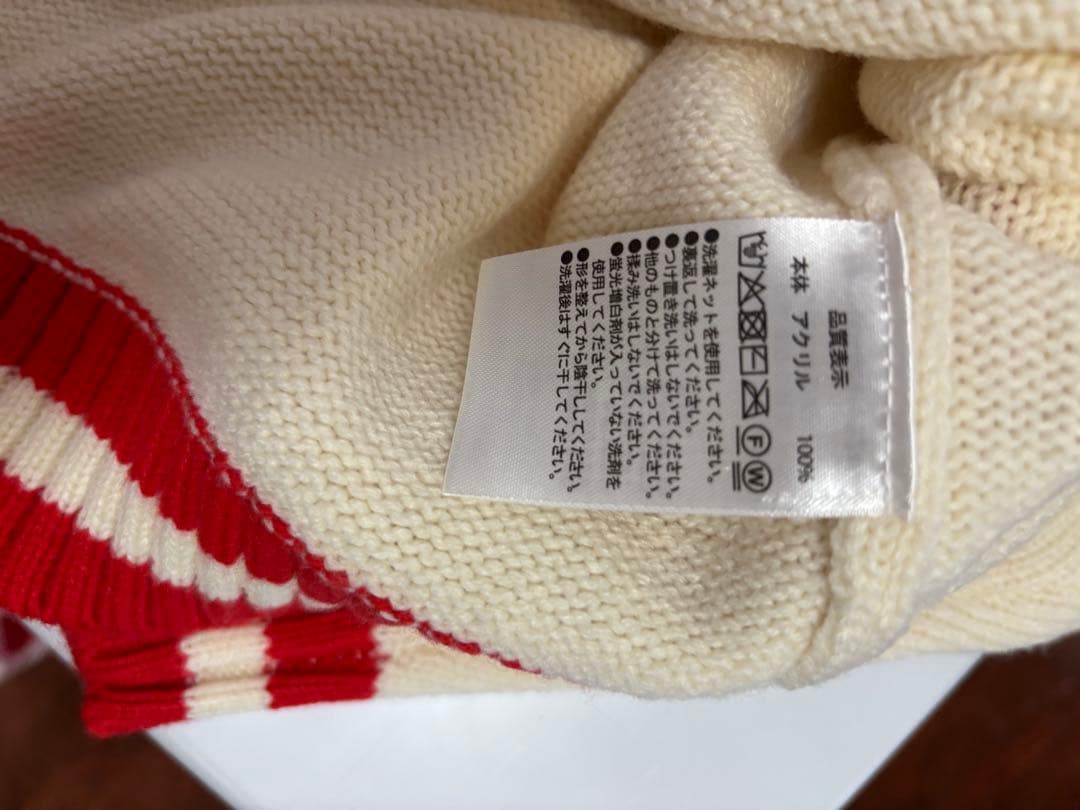 品質表示
本体 アクリル 100%
Ⓕ Ⓦ
●洗濯ネットを使用してください。
●裏返して洗ってください。
●つけ置き洗いはしないでください。
●他のものと分けて洗ってください。
●揉み洗いはしないでください。
●蛍光増白剤が入っていない洗剤を
使用してください。
●形を整えてから陰干ししてください。
●洗濯後はすぐに干してください。